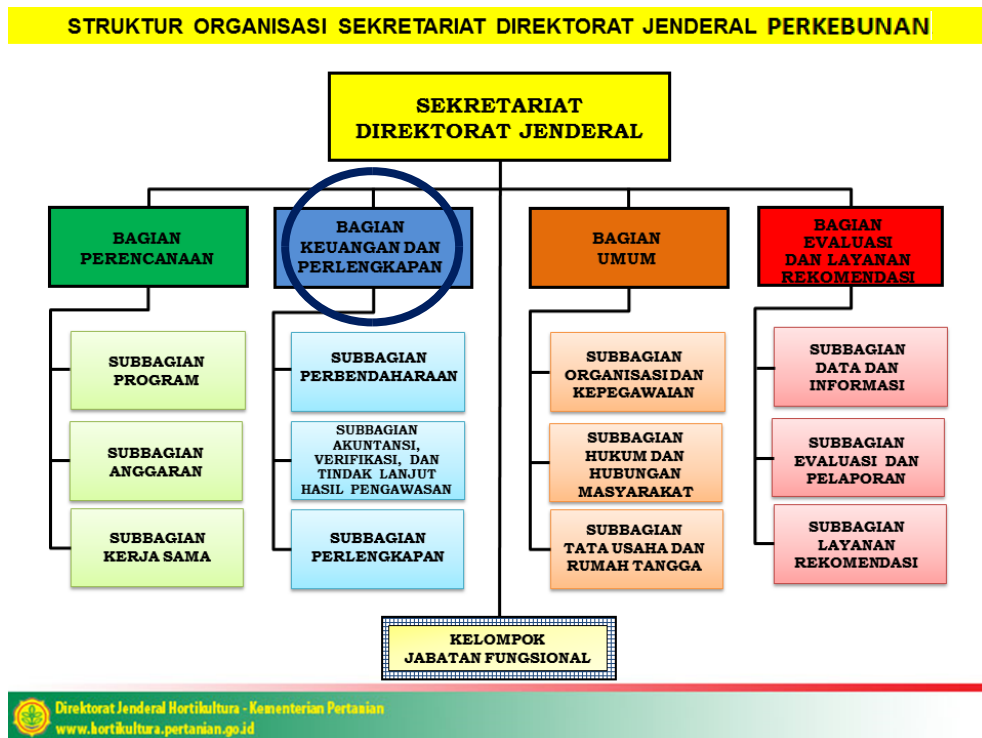 STRUKTUR ORGANISASI SEKRETARIAT DIREKTORAT JENDERAL PERKEBUNAN
SEKRETARIAT
DIREKTORAT JENDERAL
BAGIAN
PERENCANAAN
BAGIAN
KEUANGAN DAN
PERLENGKAPAN
BAGIAN
UMUM
BAGIAN
EVALUASI
DAN LAYANAN
REKOMENDASI
SUBBAGIAN
PROGRAM
SUBBAGIAN
ANGGARAN
SUBBAGIAN
KERJA SAMA
SUBBAGIAN
PERBENDAHARAAN
SUBBAGIAN
AKUNTANSI,
VERIFIKASI, DAN
TINDAK LANJUT
HASIL PENGAWASAN
SUBBAGIAN
PERLENGKAPAN
SUBBAGIAN
ORGANISASI DAN
KEPEGAWAIAN
SUBBAGIAN
HUKUM DAN
HUBUNGAN
MASYARAKAT
SUBBAGIAN
TATA USAHA DAN
RUMAH TANGGA
SUBBAGIAN
DATA DAN
INFORMASI
SUBBAGIAN
EVALUASI DAN
PELAPORAN
SUBBAGIAN
LAYANAN
REKOMENDASI
KELOMPOK
JABATAN FUNGSIONAL
Direktorat Jenderal Hortikultura - Kementerian Pertanian
www.hortikultura.pertanian.go.id